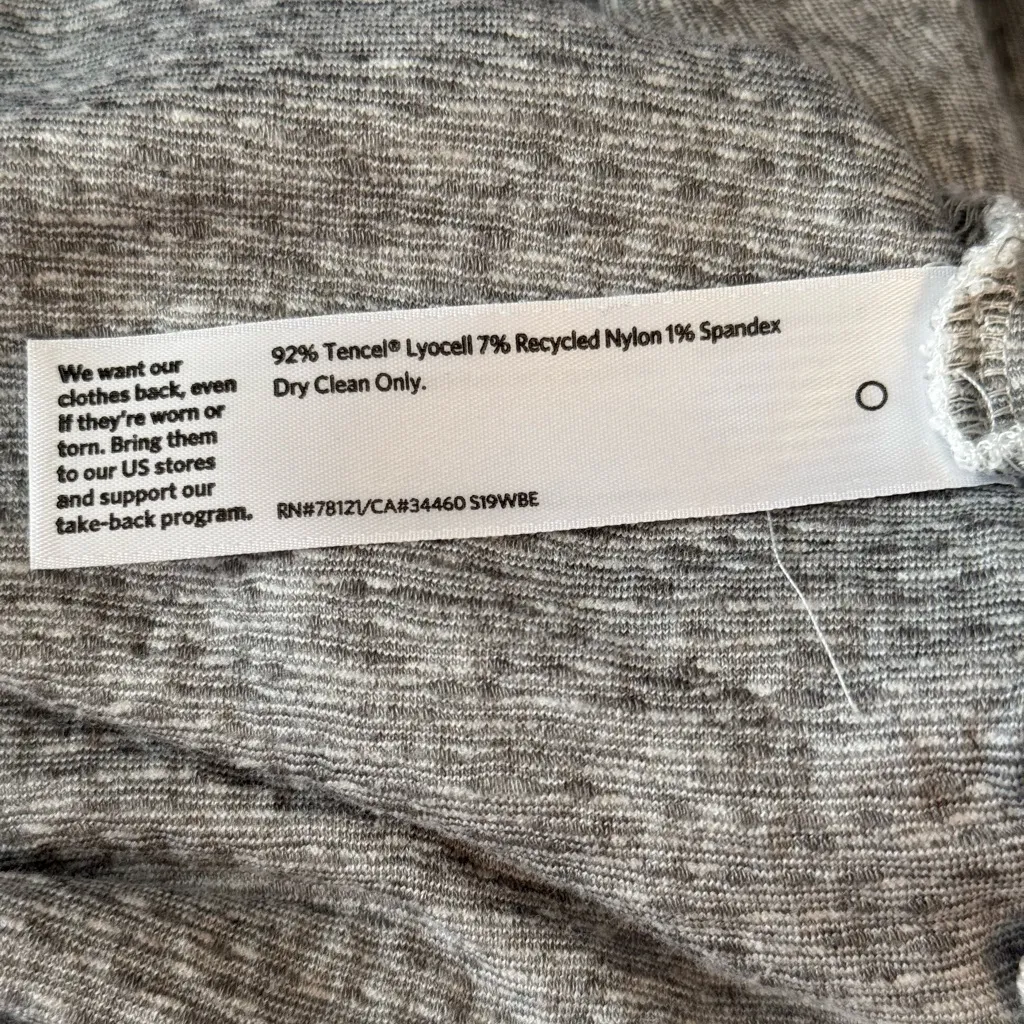 We want our
clothes back, even
if they're worn or
torn. Bring them
to our US stores
and support our
take-back program.
92% Tencel® Lyocell 7% Recycled Nylon 1% Spandex
Dry Clean Only.
RN#78121/CA#34460 S19WBE